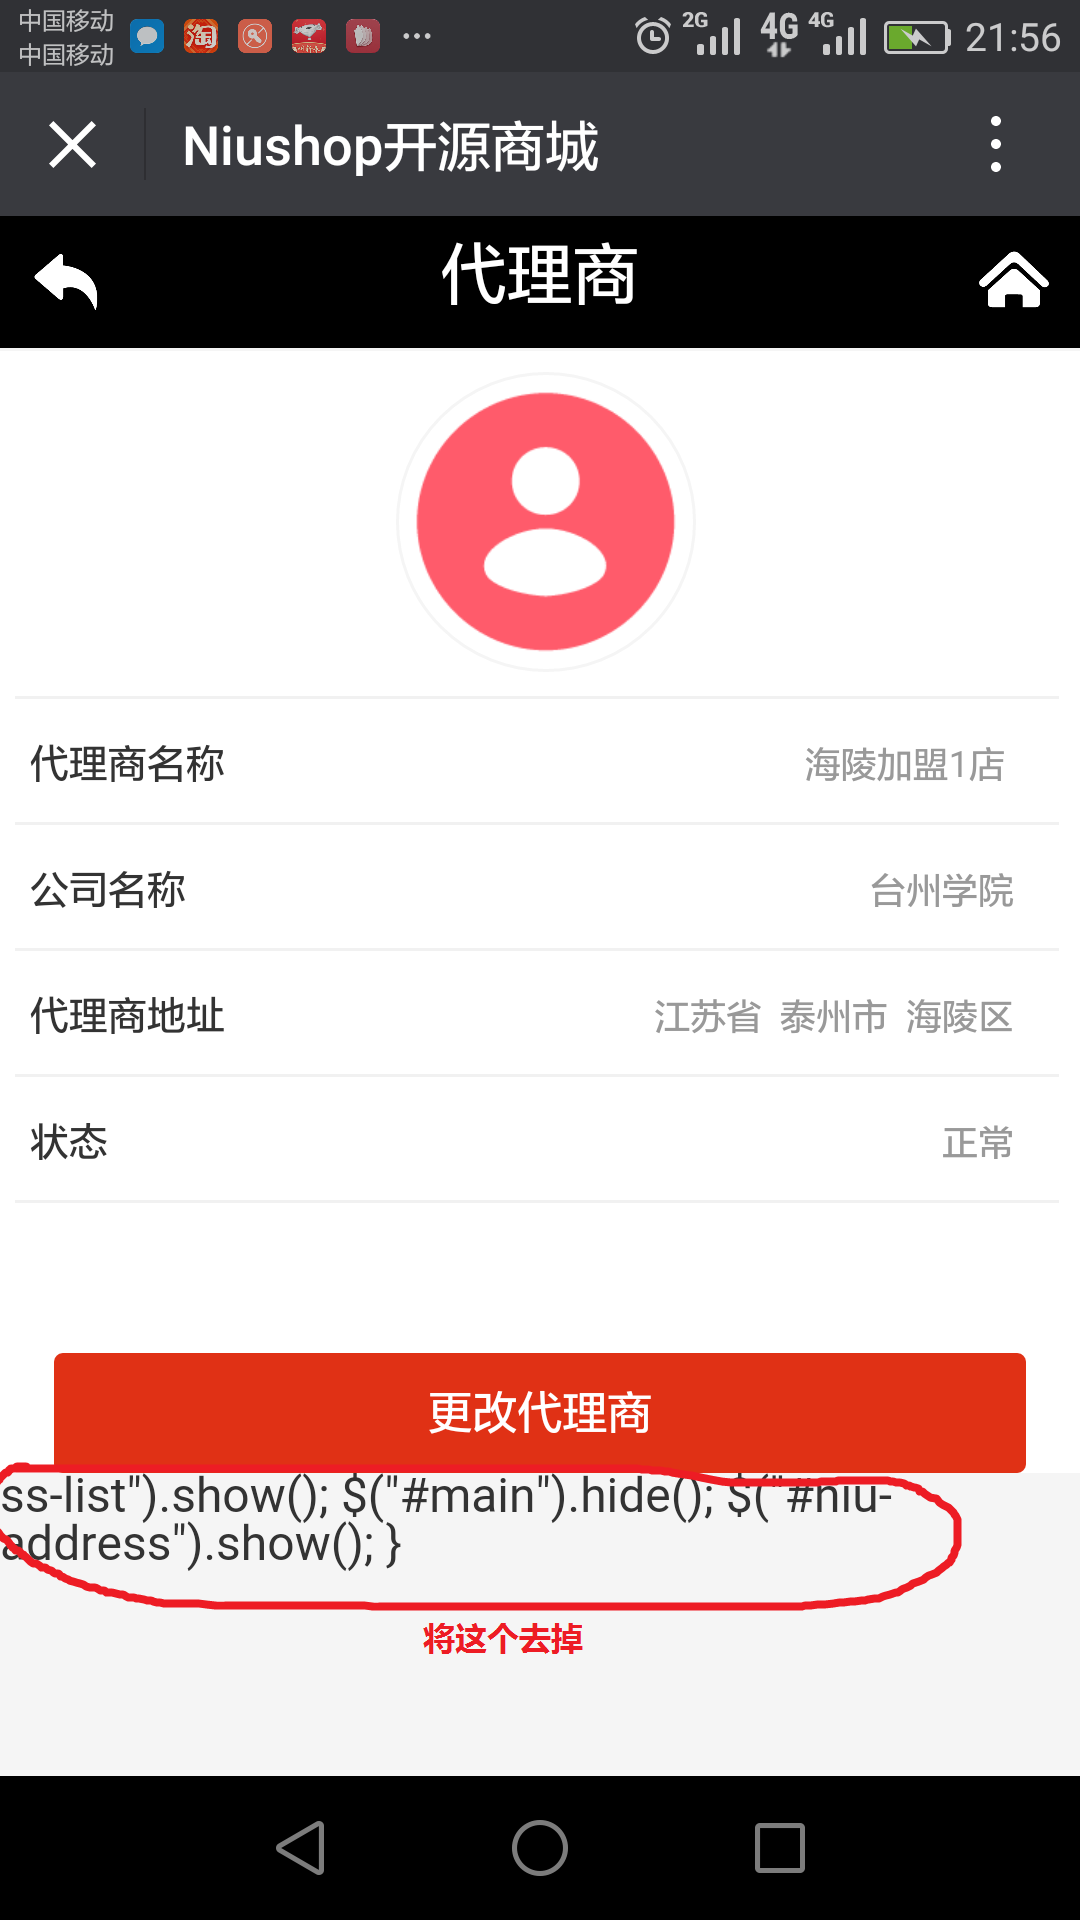 中国移动
中国移动
淘
2G
4G
4G
21:56
Niushop开源商城
代理商
代理商名称
海陵加盟1店
公司名称
台州学院
代理商地址
江苏省 泰州市 海陵区
状态
正常
更改代理商
ss-list").show(); $("#main").hide(); $("#niu-
address").show(); }
将这个去掉